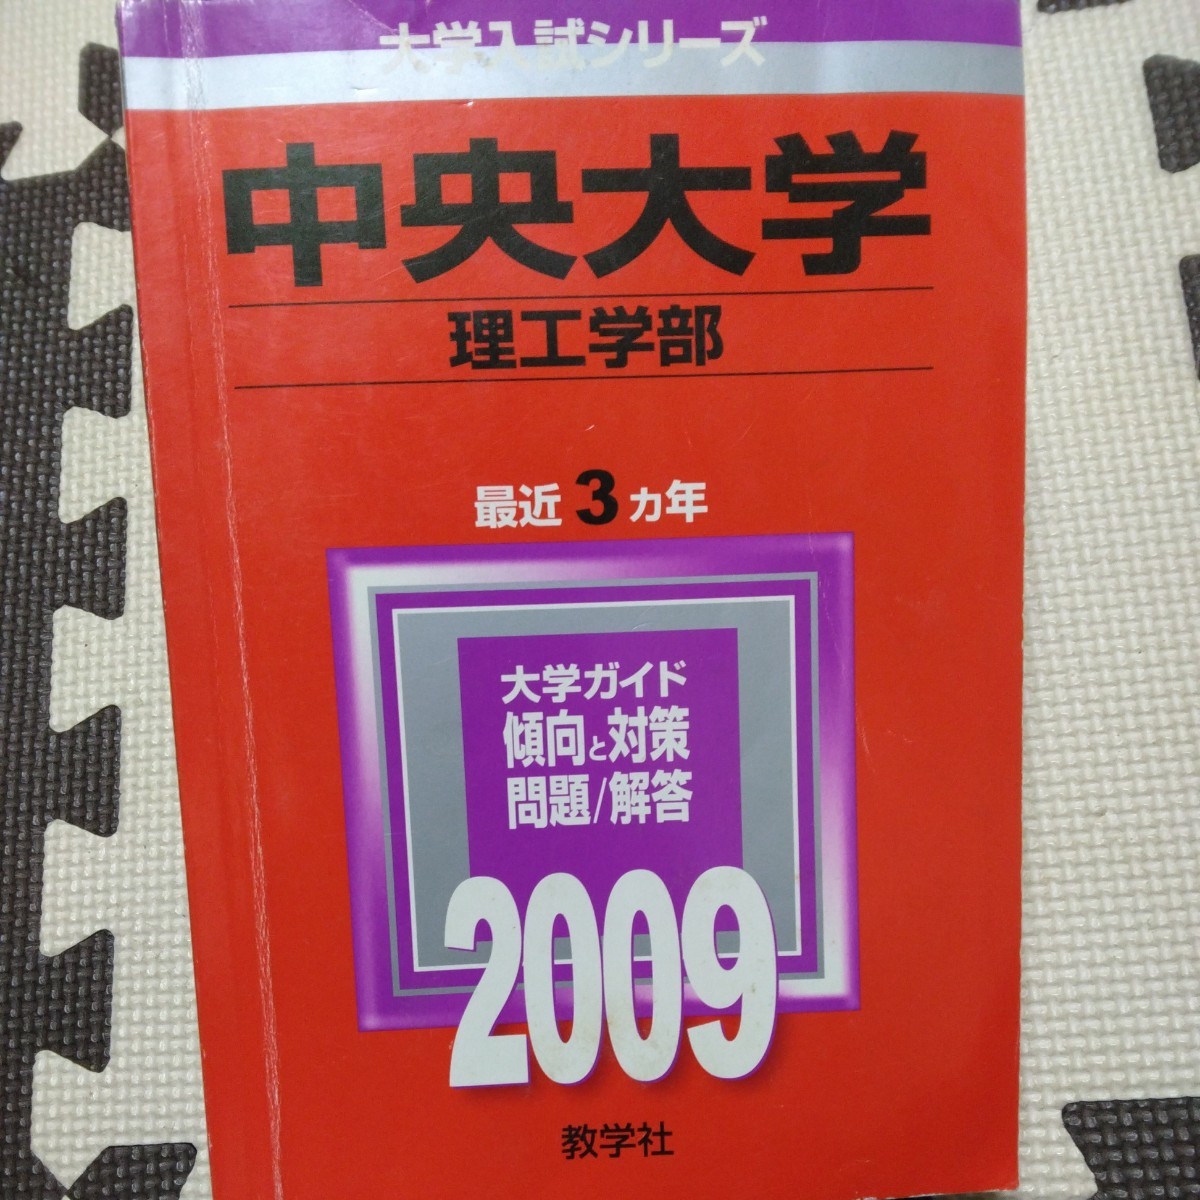 大学入試シリーズ
中央大学
理工学部
最近3カ年
大学ガイド
傾向と対策
問題/解答
2009
教学社